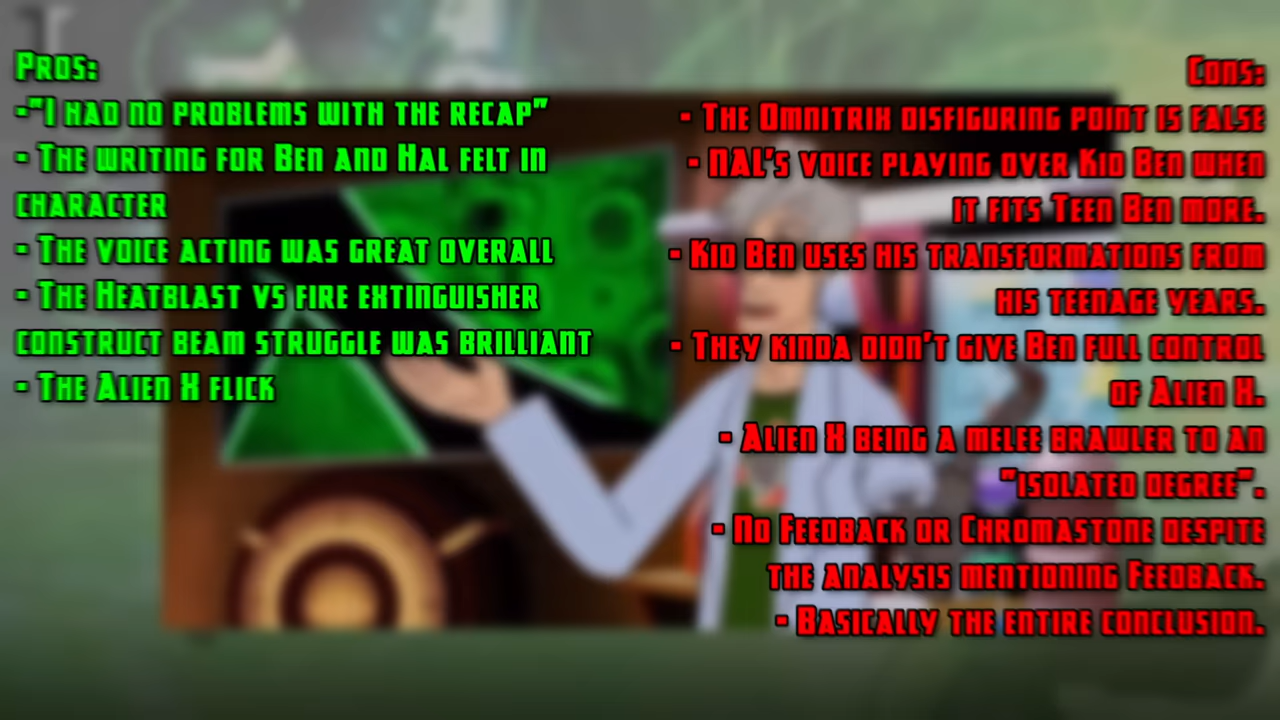 Pros:
-"I had no problems with the recap"
- The writing for Ben and Hal felt in
character
- The voice acting was great overall
- The Heatblast vs fire extinguisher
construct beam struggle was brilliant
- The Alien X flick
Cons:
- The Omnitrix disfiguring point is false
- NAL's voice playing over Kid Ben when
it fits Teen Ben more.
- Kid Ben uses his transformations from
his teenage years.
- They kinda didn't give Ben full control
of Alien X.
- Alien X being a melee brawler to an
"isolated degree".
- No Feedback or Chromastone despite
the analysis mentioning Feedback.
- Basically the entire conclusion.